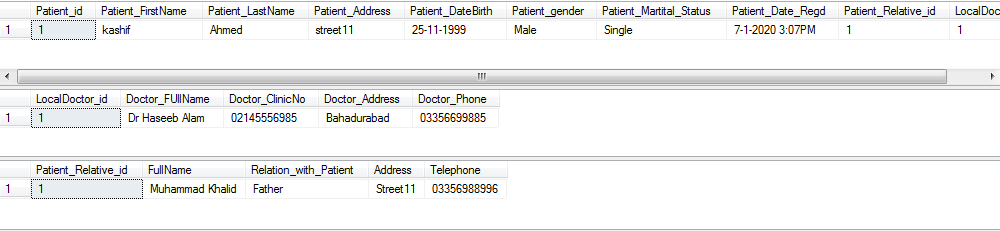 Patient_id Patient_FirstName Patient_LastName Patient_Address Patient_DateBirth Patient_gender Patient_Martital_Status Patient_Date_Regd Patient_Relative_id LocalDoc
1 1 kashif Ahmed street11 25-11-1999 Male Single 7-1-2020 3:07PM 1 1
LocalDoctor_id Doctor_FUllName Doctor_ClinicNo Doctor_Address Doctor_Phone
1 1 Dr Haseeb Alam 02145556985 Bahadurabad 03356699885
Patient_Relative_id FullName Relation_with_Patient Address Telephone
1 1 Muhammad Khalid Father Street11 03356988996